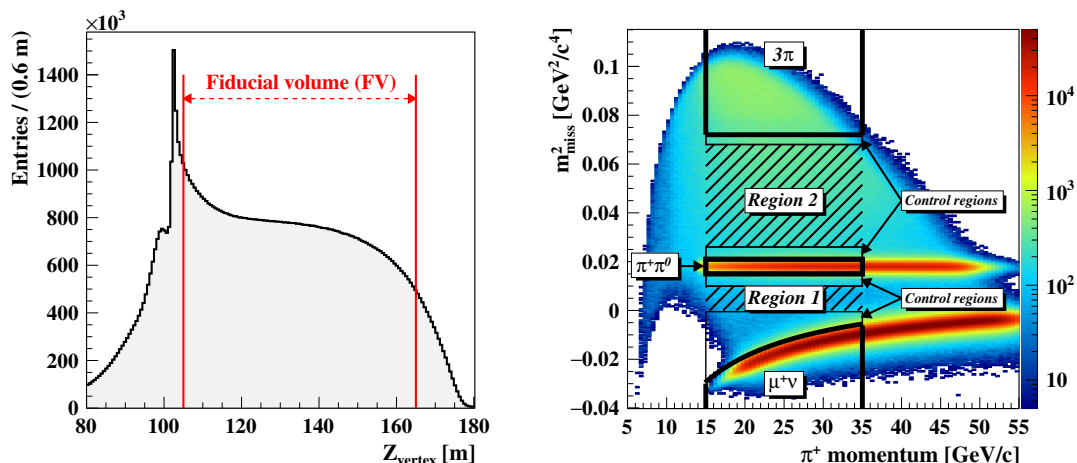 ×10³
Entries / (0.6 m)
1400
1200
1000
800
600
400
200
0
Fiducial volume (FV)
80 100 120 140 160 180
Z_vertex [m]
m²_miss [GeV²/c⁴]
0.1
0.08
0.06
0.04
0.02
0
−0.02
−0.04
3π
Region 2
Control regions
π⁺π⁰
Region 1
Control regions
μ⁺ν
5 10 15 20 25 30 35 40 45 50 55
π⁺ momentum [GeV/c]
10⁴
10³
10²
10